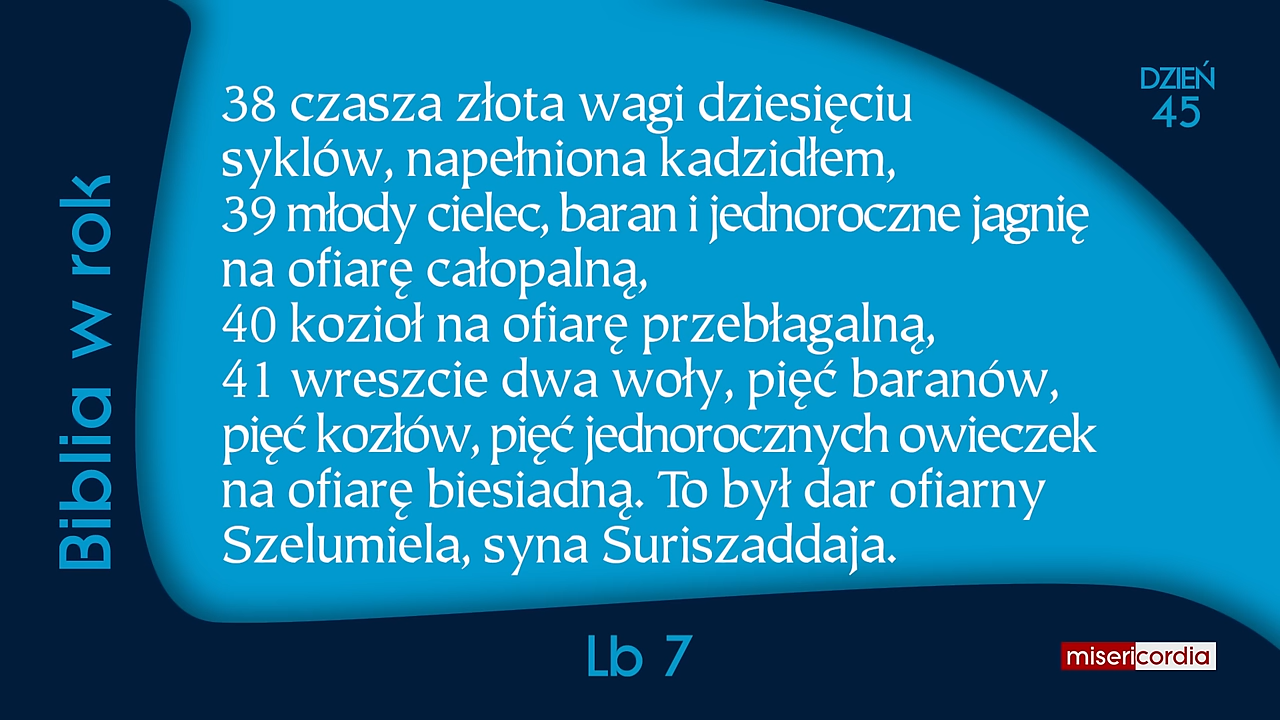 DZIEŃ
45
38 czasza złota wagi dziesięciu
syklów, napełniona kadzidłem,
39 młody cielec, baran i jednoroczne jagnię
na ofiarę całopalną,
40 kozioł na ofiarę przebłagalną,
41 wreszcie dwa woły, pięć baranów,
pięć kozłów, pięć jednorocznych owieczek
na ofiarę biesiadną. To był dar ofiarny
Szelumiela, syna Suriszaddaja.
Biblia w rok
Lb 7
misericordia